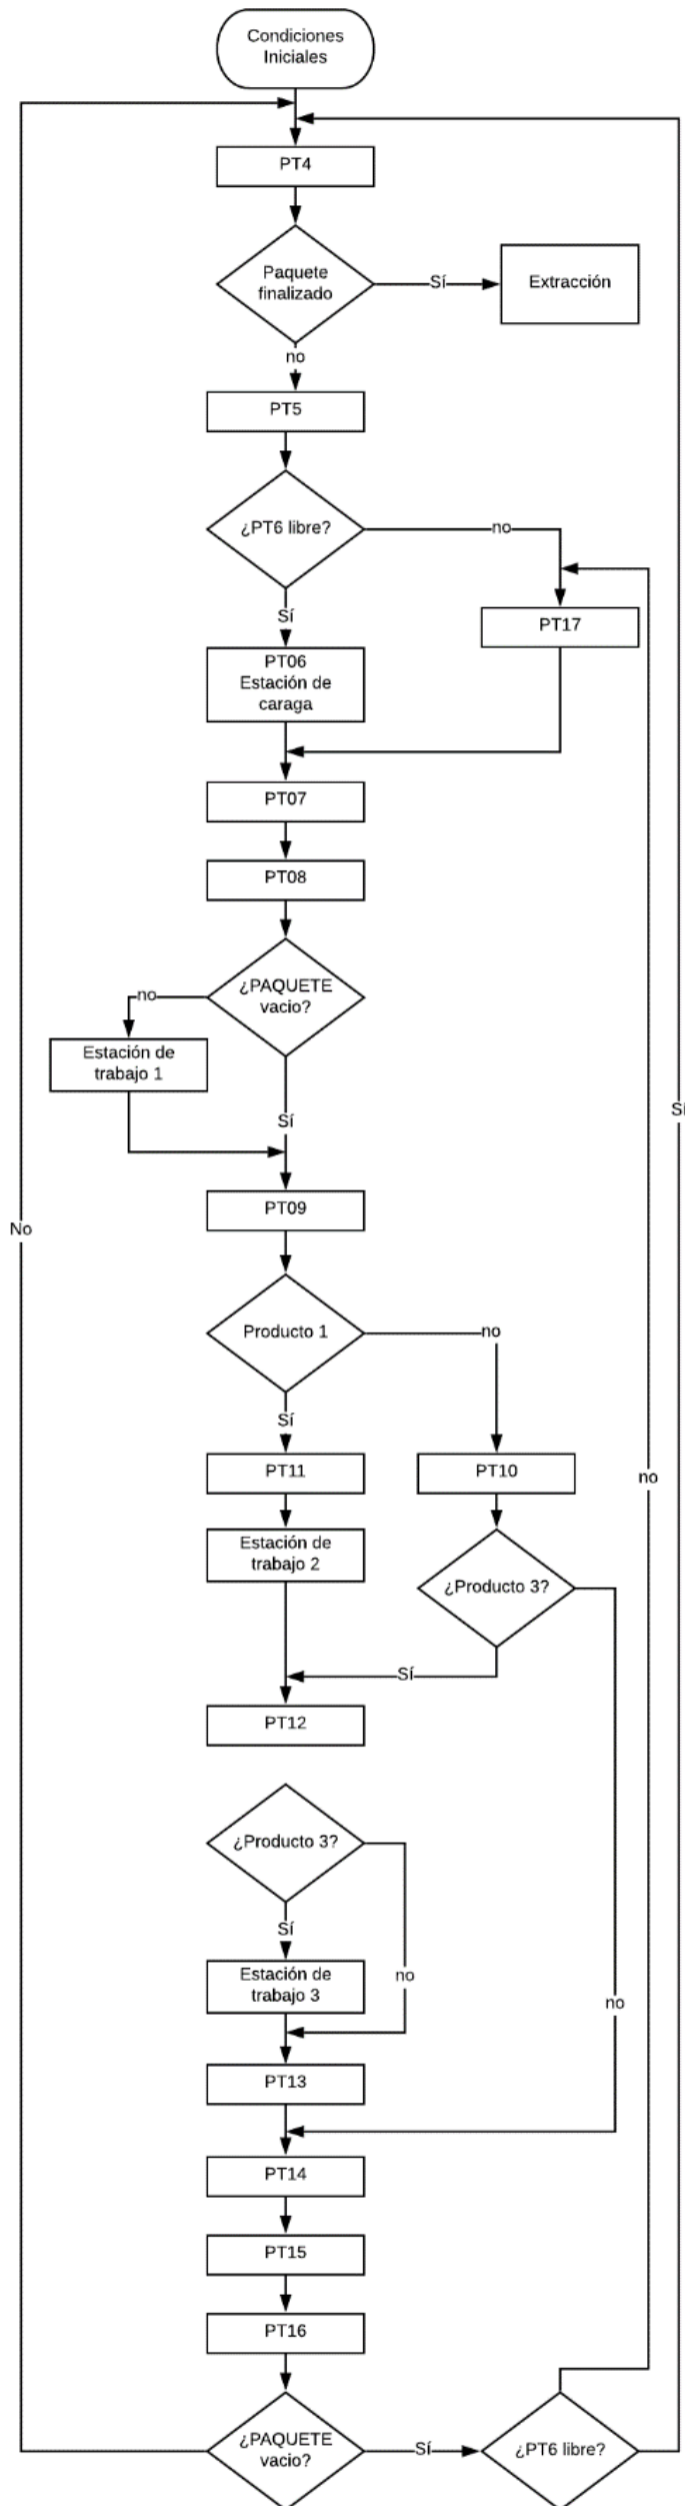 Condiciones
Iniciales
PT4
Paquete
finalizado
Sí
Extracción
no
PT5
¿PT6 libre?
no
Sí
PT17
PT06
Estación de
caraga
PT07
PT08
¿PAQUETE
vacio?
no
Estación de
trabajo 1
Sí
Sí
PT09
No
Producto 1
no
Sí
PT11
PT10
no
Estación de
trabajo 2
¿Producto 3?
Sí
PT12
¿Producto 3?
Sí
no
Estación de
trabajo 3
no
PT13
PT14
PT15
PT16
¿PAQUETE
vacio?
Sí
¿PT6 libre?